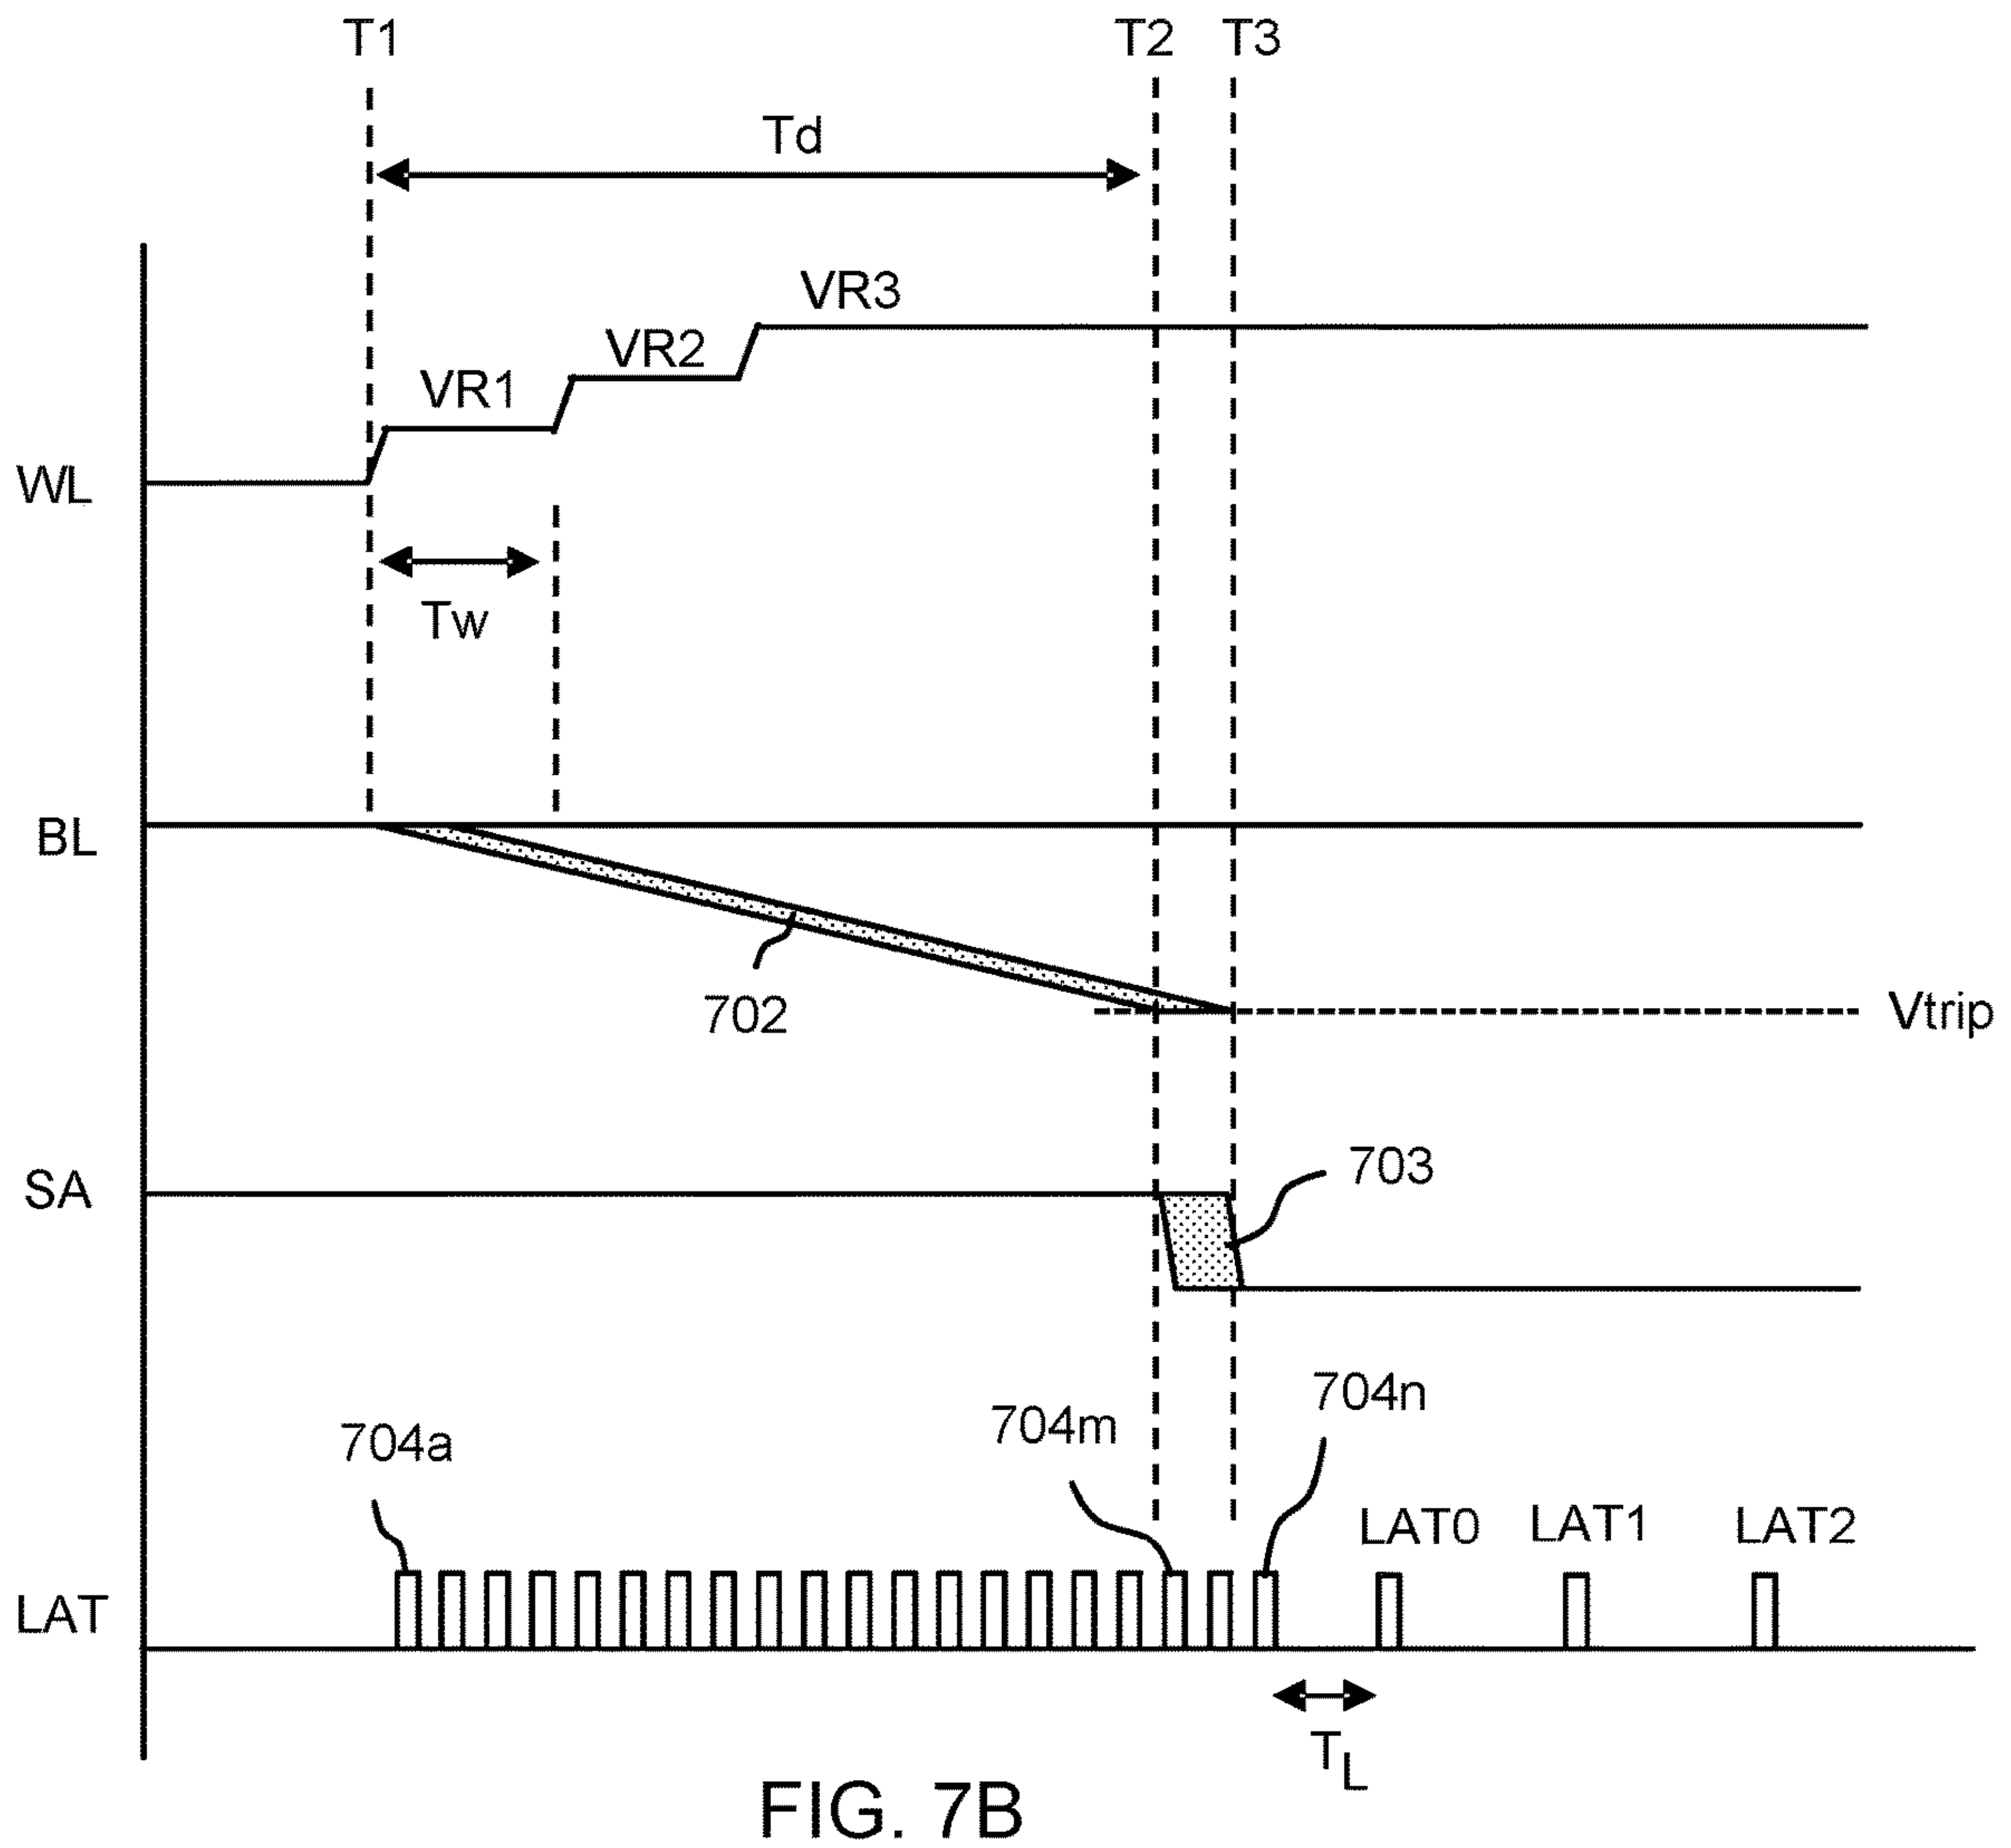 T1
T2
T3
Td
VR3
VR2
VR1
WL
Tw
BL
702
Vtrip
703
SA
704n
704m
704a
LAT0
LAT1
LAT2
LAT
TL
FIG. 7B